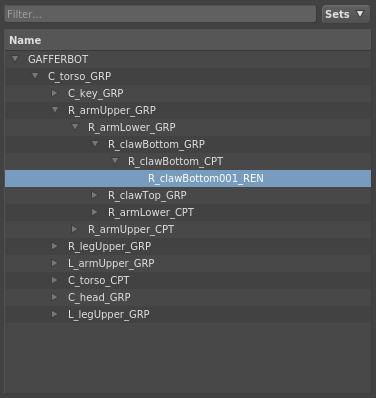 Filter... Sets
Name
GAFFERBOT
C_torso_GRP
C_key_GRP
R_armUpper_GRP
R_armLower_GRP
R_clawBottom_GRP
R_clawBottom_CPT
R_clawBottom001_REN
R_clawTop_GRP
R_armLower_CPT
R_armUpper_CPT
R_legUpper_GRP
L_armUpper_GRP
C_torso_CPT
C_head_GRP
L_legUpper_GRP